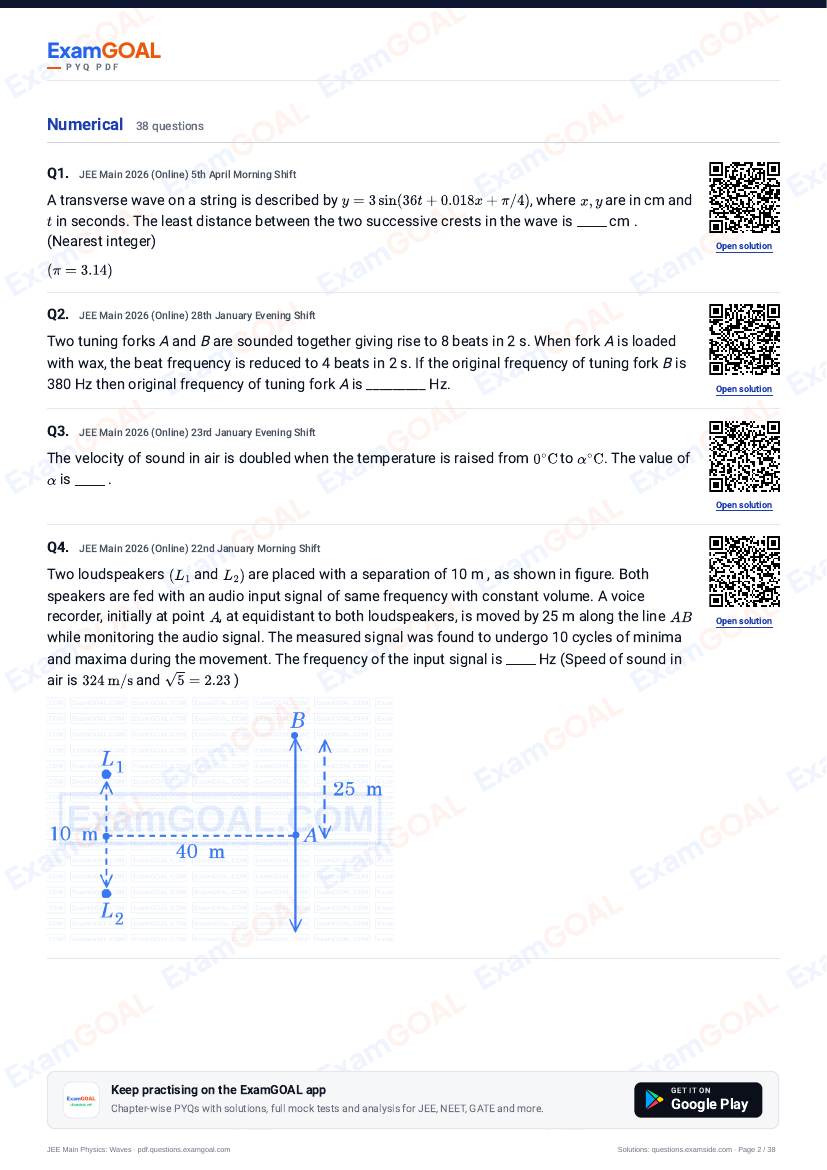 ExamGOAL
PYQ PDF
Numerical 38 questions
Q1. JEE Main 2026 (Online) 5th April Morning Shift
A transverse wave on a string is described by y = 3 sin(36t + 0.018x + π/4), where x, y are in cm and
t in seconds. The least distance between the two successive crests in the wave is ____ cm .
(Nearest integer)
(π = 3.14)
Open solution
Q2. JEE Main 2026 (Online) 28th January Evening Shift
Two tuning forks A and B are sounded together giving rise to 8 beats in 2 s. When fork A is loaded
with wax, the beat frequency is reduced to 4 beats in 2 s. If the original frequency of tuning fork B is
380 Hz then original frequency of tuning fork A is ________ Hz.
Open solution
Q3. JEE Main 2026 (Online) 23rd January Evening Shift
The velocity of sound in air is doubled when the temperature is raised from 0°C to α°C. The value of
α is ____ .
Open solution
Q4. JEE Main 2026 (Online) 22nd January Morning Shift
Two loudspeakers (L₁ and L₂) are placed with a separation of 10 m , as shown in figure. Both
speakers are fed with an audio input signal of same frequency with constant volume. A voice
recorder, initially at point A, at equidistant to both loudspeakers, is moved by 25 m along the line AB
while monitoring the audio signal. The measured signal was found to undergo 10 cycles of minima
and maxima during the movement. The frequency of the input signal is ____ Hz (Speed of sound in
air is 324 m/s and √5 = 2.23 )
Open solution
B
L₁
25 m
ExamGOAL.COM
10 m
A
40 m
L₂
Keep practising on the ExamGOAL app
Chapter-wise PYQs with solutions, full mock tests and analysis for JEE, NEET, GATE and more.
GET IT ON
Google Play
JEE Main Physics: Waves · pdf.questions.examgoal.com
Solutions: questions.examside.com · Page 2 / 38